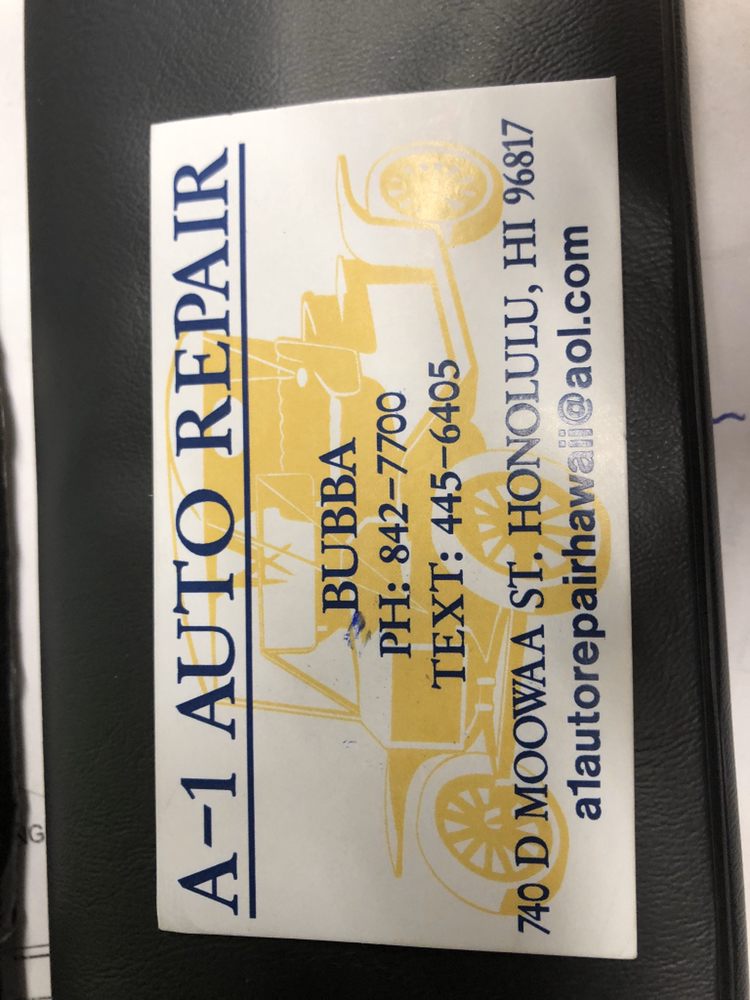 A-1 AUTO REPAIR
BUBBA
PH: 842-7700
TEXT: 445-6405
740 D MOOWAA ST. HONOLULU, HI 96817
a1autorepairhawaii@aol.com